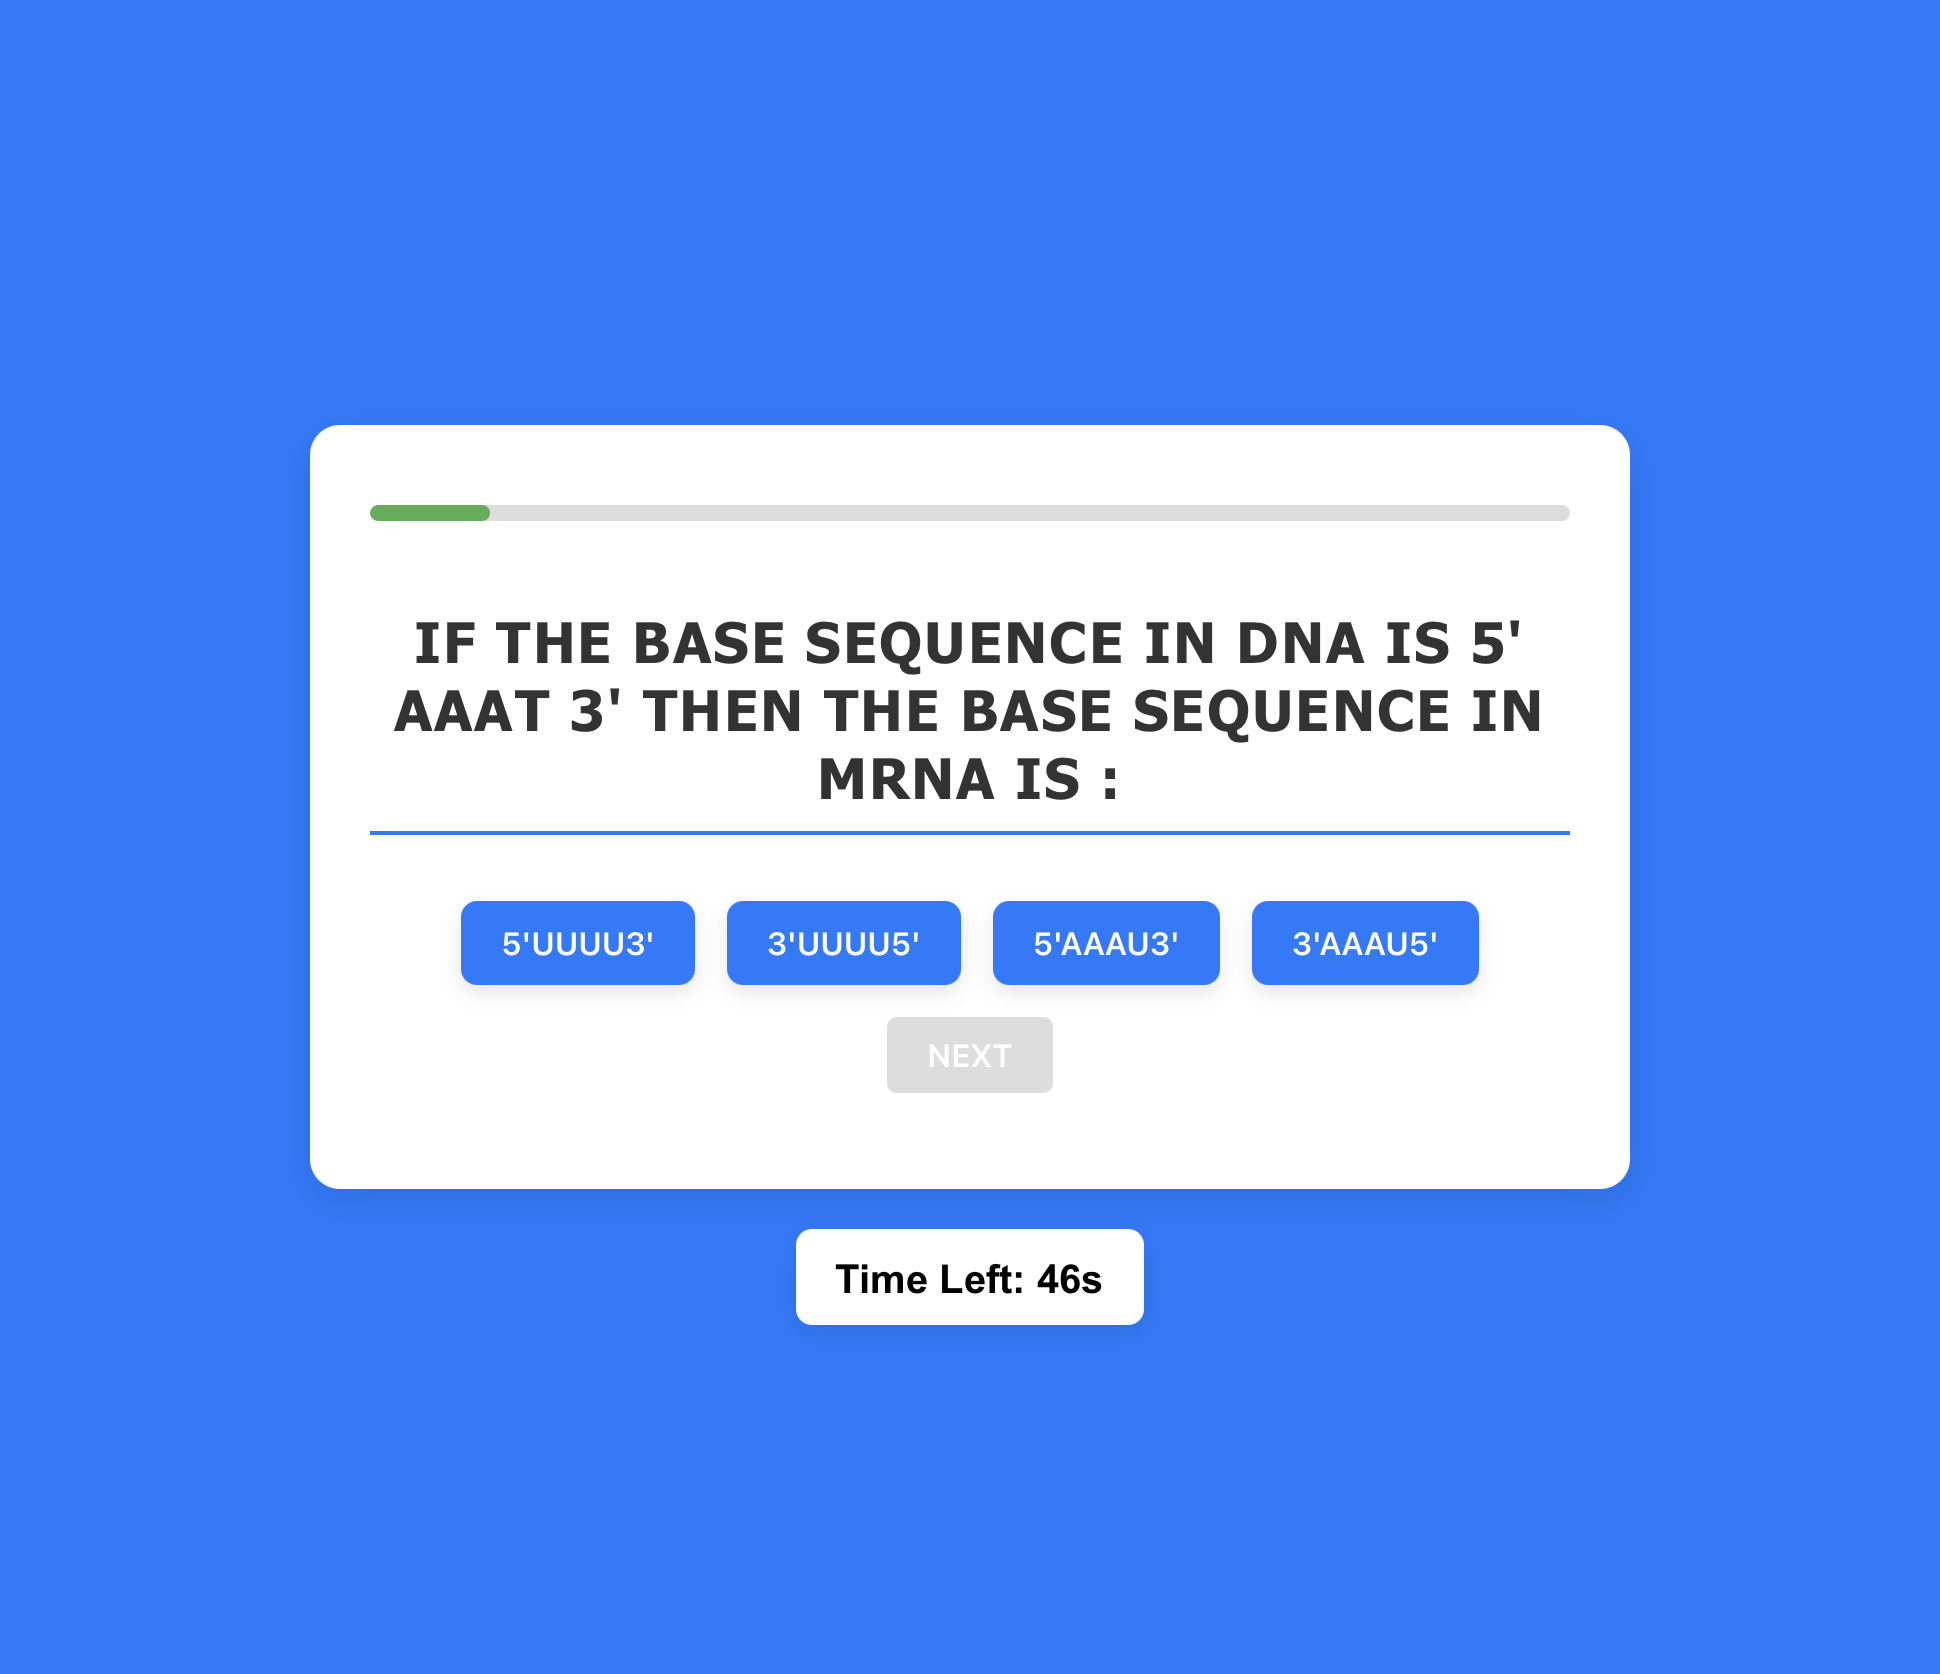 IF THE BASE SEQUENCE IN DNA IS 5'
AAAT 3' THEN THE BASE SEQUENCE IN
MRNA IS :
5'UUUU3'
3'UUUU5'
5'AAAU3'
3'AAAU5'
NEXT
Time Left: 46s